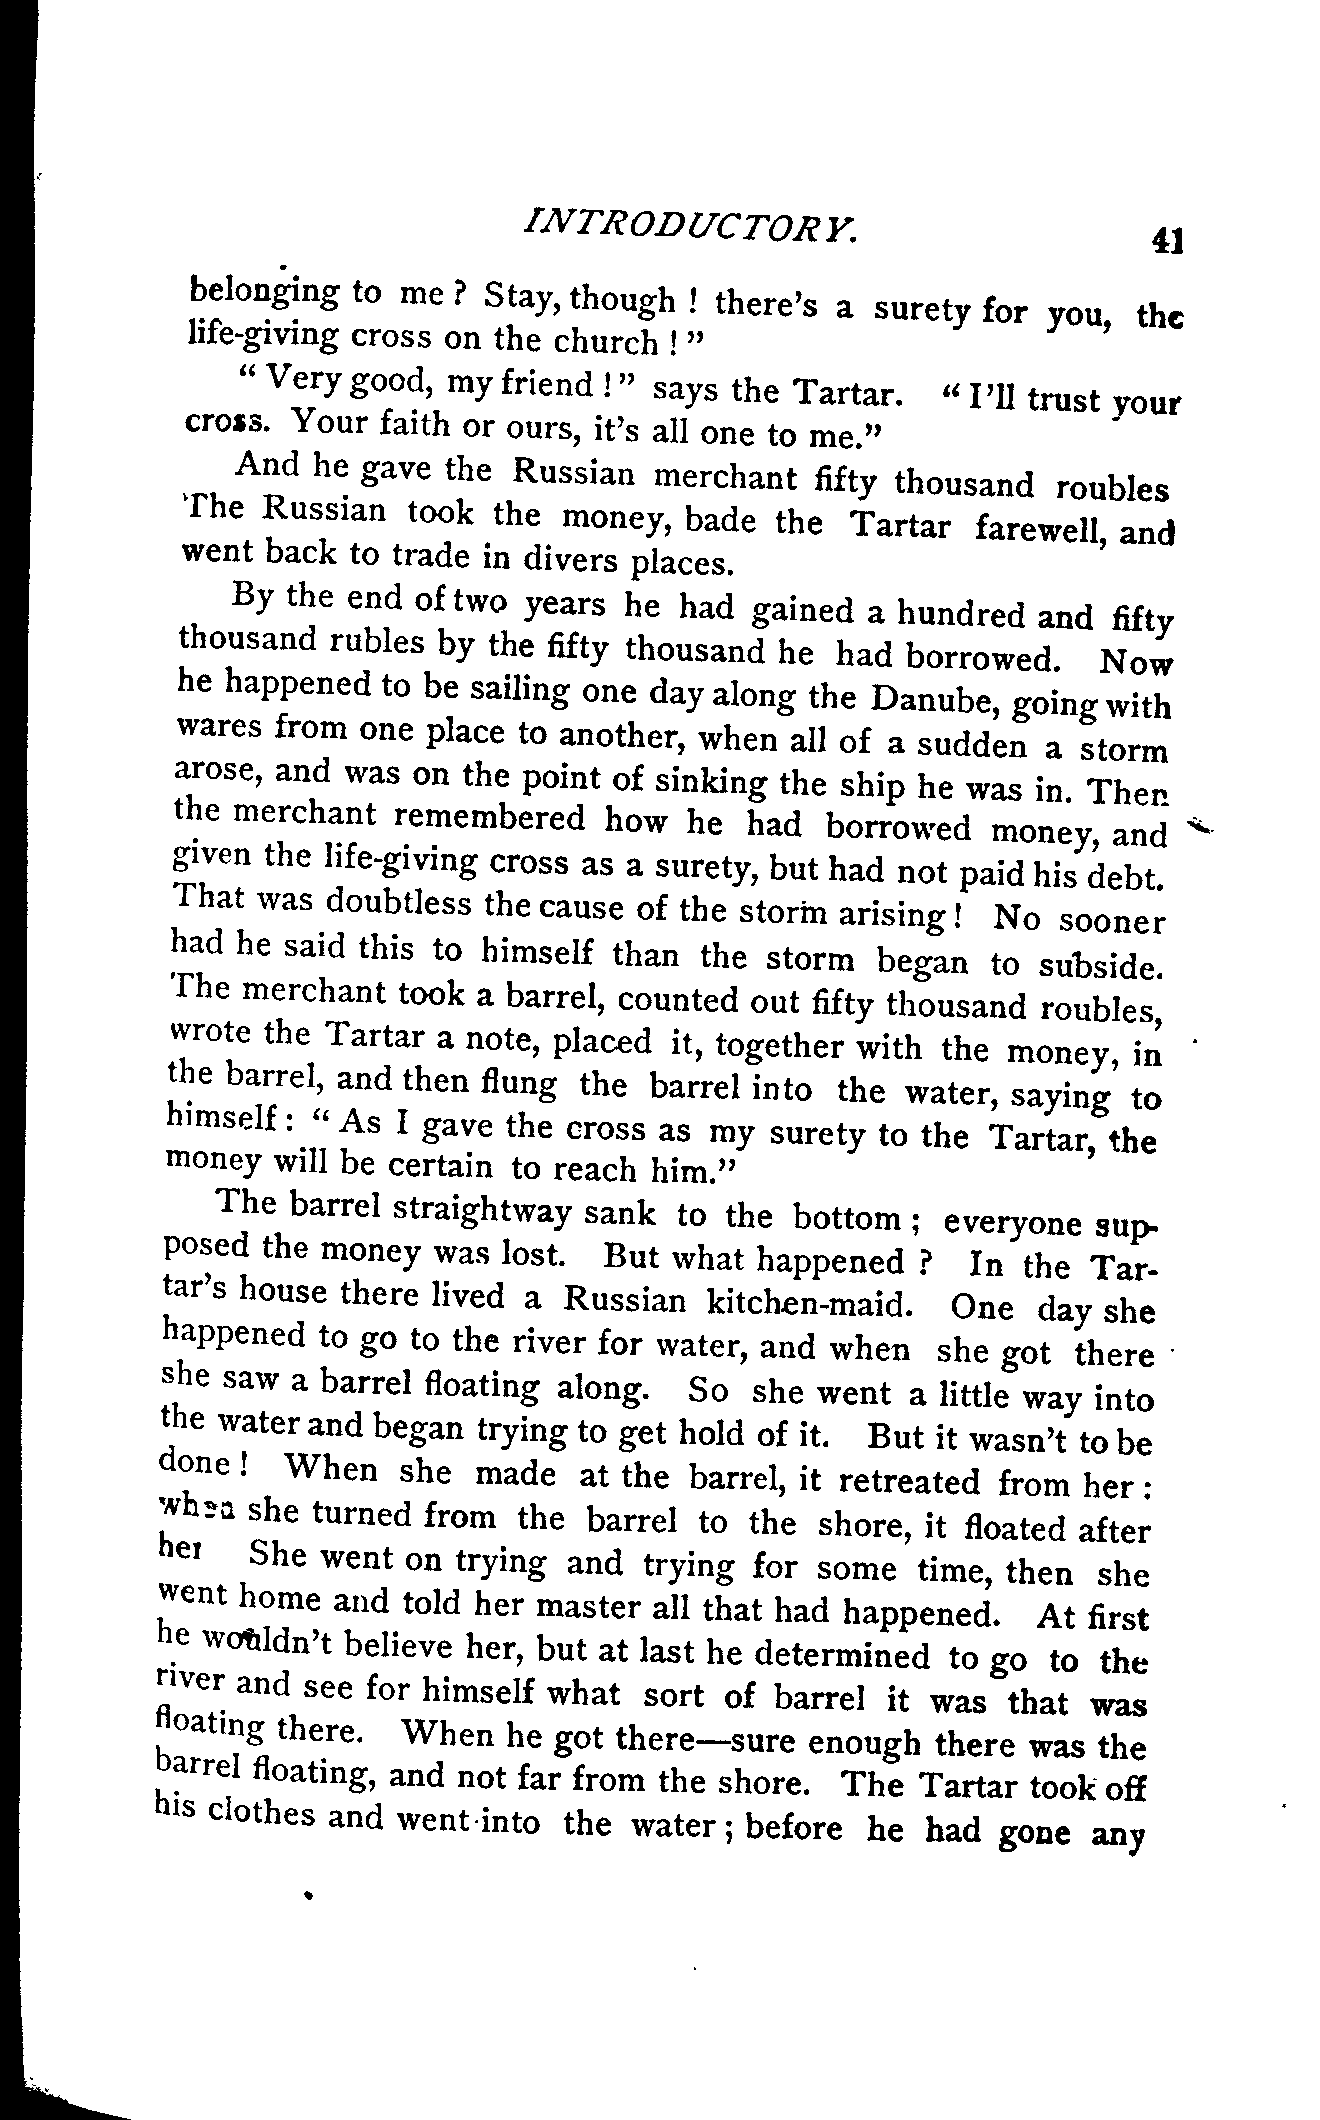 INTRODUCTORY. 41
belonging to me ? Stay, though ! there's a surety for you, the
life-giving cross on the church ! "
" Very good, my friend ! " says the Tartar. " I'll trust your
cross. Your faith or ours, it's all one to me."
And he gave the Russian merchant fifty thousand roubles
The Russian took the money, bade the Tartar farewell, and
went back to trade in divers places.
By the end of two years he had gained a hundred and fifty
thousand rubles by the fifty thousand he had borrowed. Now
he happened to be sailing one day along the Danube, going with
wares from one place to another, when all of a sudden a storm
arose, and was on the point of sinking the ship he was in. Then
the merchant remembered how he had borrowed money, and
given the life-giving cross as a surety, but had not paid his debt.
That was doubtless the cause of the storm arising ! No sooner
had he said this to himself than the storm began to subside.
The merchant took a barrel, counted out fifty thousand roubles,
wrote the Tartar a note, placed it, together with the money, in
the barrel, and then flung the barrel into the water, saying to
himself : " As I gave the cross as my surety to the Tartar, the
money will be certain to reach him."
The barrel straightway sank to the bottom ; everyone sup-
posed the money was lost. But what happened ? In the Tar-
tar's house there lived a Russian kitchen-maid. One day she
happened to go to the river for water, and when she got there
she saw a barrel floating along. So she went a little way into
the water and began trying to get hold of it. But it wasn't to be
done ! When she made at the barrel, it retreated from her :
when she turned from the barrel to the shore, it floated after
her She went on trying and trying for some time, then she
went home and told her master all that had happened. At first
he wouldn't believe her, but at last he determined to go to the
river and see for himself what sort of barrel it was that was
floating there. When he got there—sure enough there was the
barrel floating, and not far from the shore. The Tartar took off
his clothes and went into the water ; before he had gone any